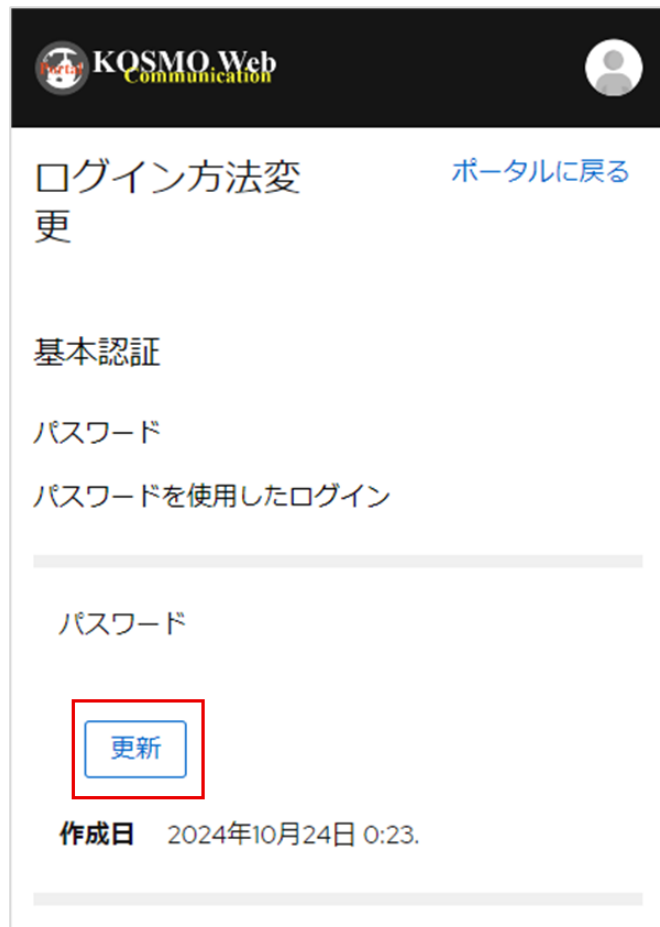 Portal KOSMO Web
Communication
ログイン方法変
更
ポータルに戻る
基本認証
パスワード
パスワードを使用したログイン
パスワード
更新
作成日 2024年10月24日 0:23.